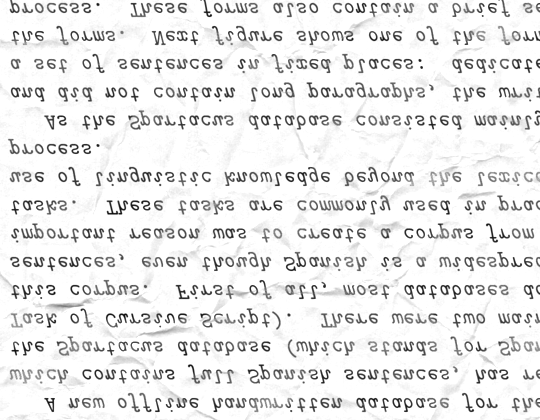 A new offline handwritten database for the
which contains full Spanish sentences, has re
the Spartacus database (which stands for Span
Task of Cursive Script). There were two main
this corpus. First of all, most databases do
sentences, even though Spanish is a widesprea
important reason was to create a corpus from
tasks. These tasks are commonly used in prac
use of linguistic knowledge beyond the lexica
process.
As the Spartacus database consisted mainly
and did not contain long paragraphs, the writ
a set of sentences in fixed places: dedicate
the forms. Next figure shows one of the form
process. These forms also contain a brief se